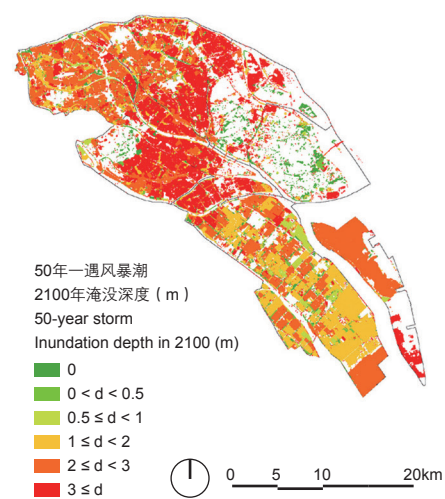 50年一遇风暴潮
2100年淹没深度（m）
50-year storm
Inundation depth in 2100 (m)
0
0 < d < 0.5
0.5 ≤ d < 1
1 ≤ d < 2
2 ≤ d < 3
3 ≤ d
0 5 10 20km